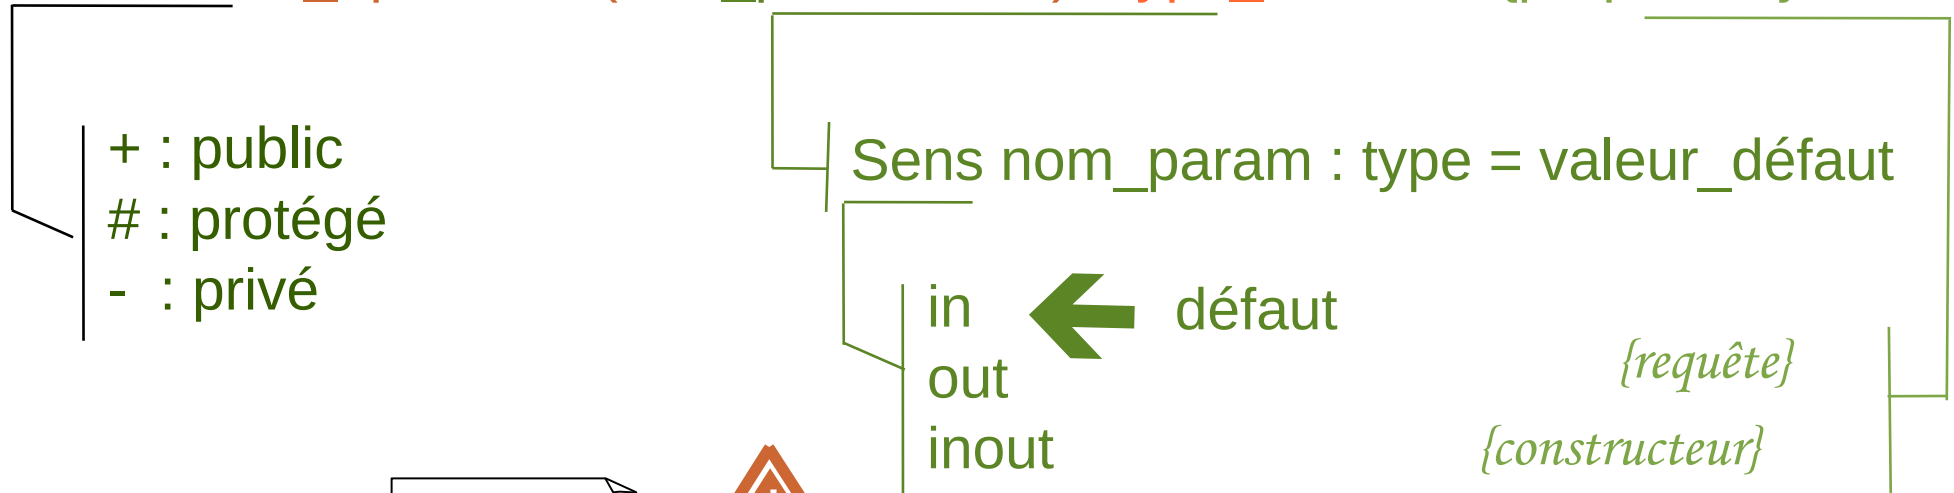 + : public
# : protégé
- : privé
Sens nom_param : type = valeur_défaut
in
défaut
out
inout
{requête}
{constructeur}